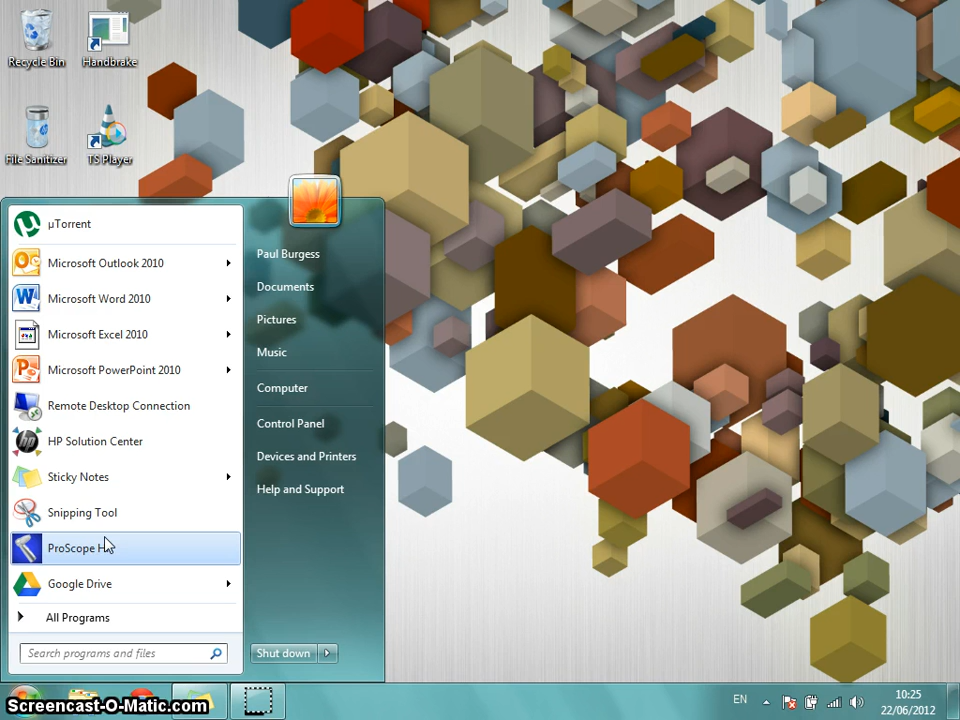 Recycle Bin
Handbrake
File Sanitizer
TS Player
µTorrent
Microsoft Outlook 2010
Microsoft Word 2010
Microsoft Excel 2010
Microsoft PowerPoint 2010
Remote Desktop Connection
HP Solution Center
Sticky Notes
Snipping Tool
ProScope
Google Drive
All Programs
Search programs and files
Paul Burgess
Documents
Pictures
Music
Computer
Control Panel
Devices and Printers
Help and Support
Shut down
Screencast-O-Matic.com
EN
10:25
22/06/2012